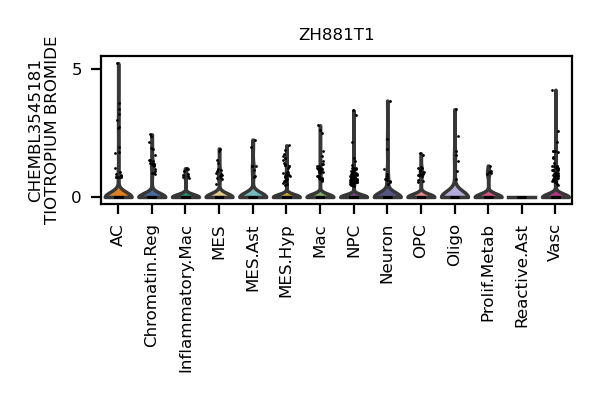 ZH881T1
CHEMBL3545181
TIOTROPIUM BROMIDE
5
0
AC
Chromatin.Reg
Inflammatory.Mac
MES
MES.Ast
MES.Hyp
Mac
NPC
Neuron
OPC
Oligo
Prolif.Metab
Reactive.Ast
Vasc